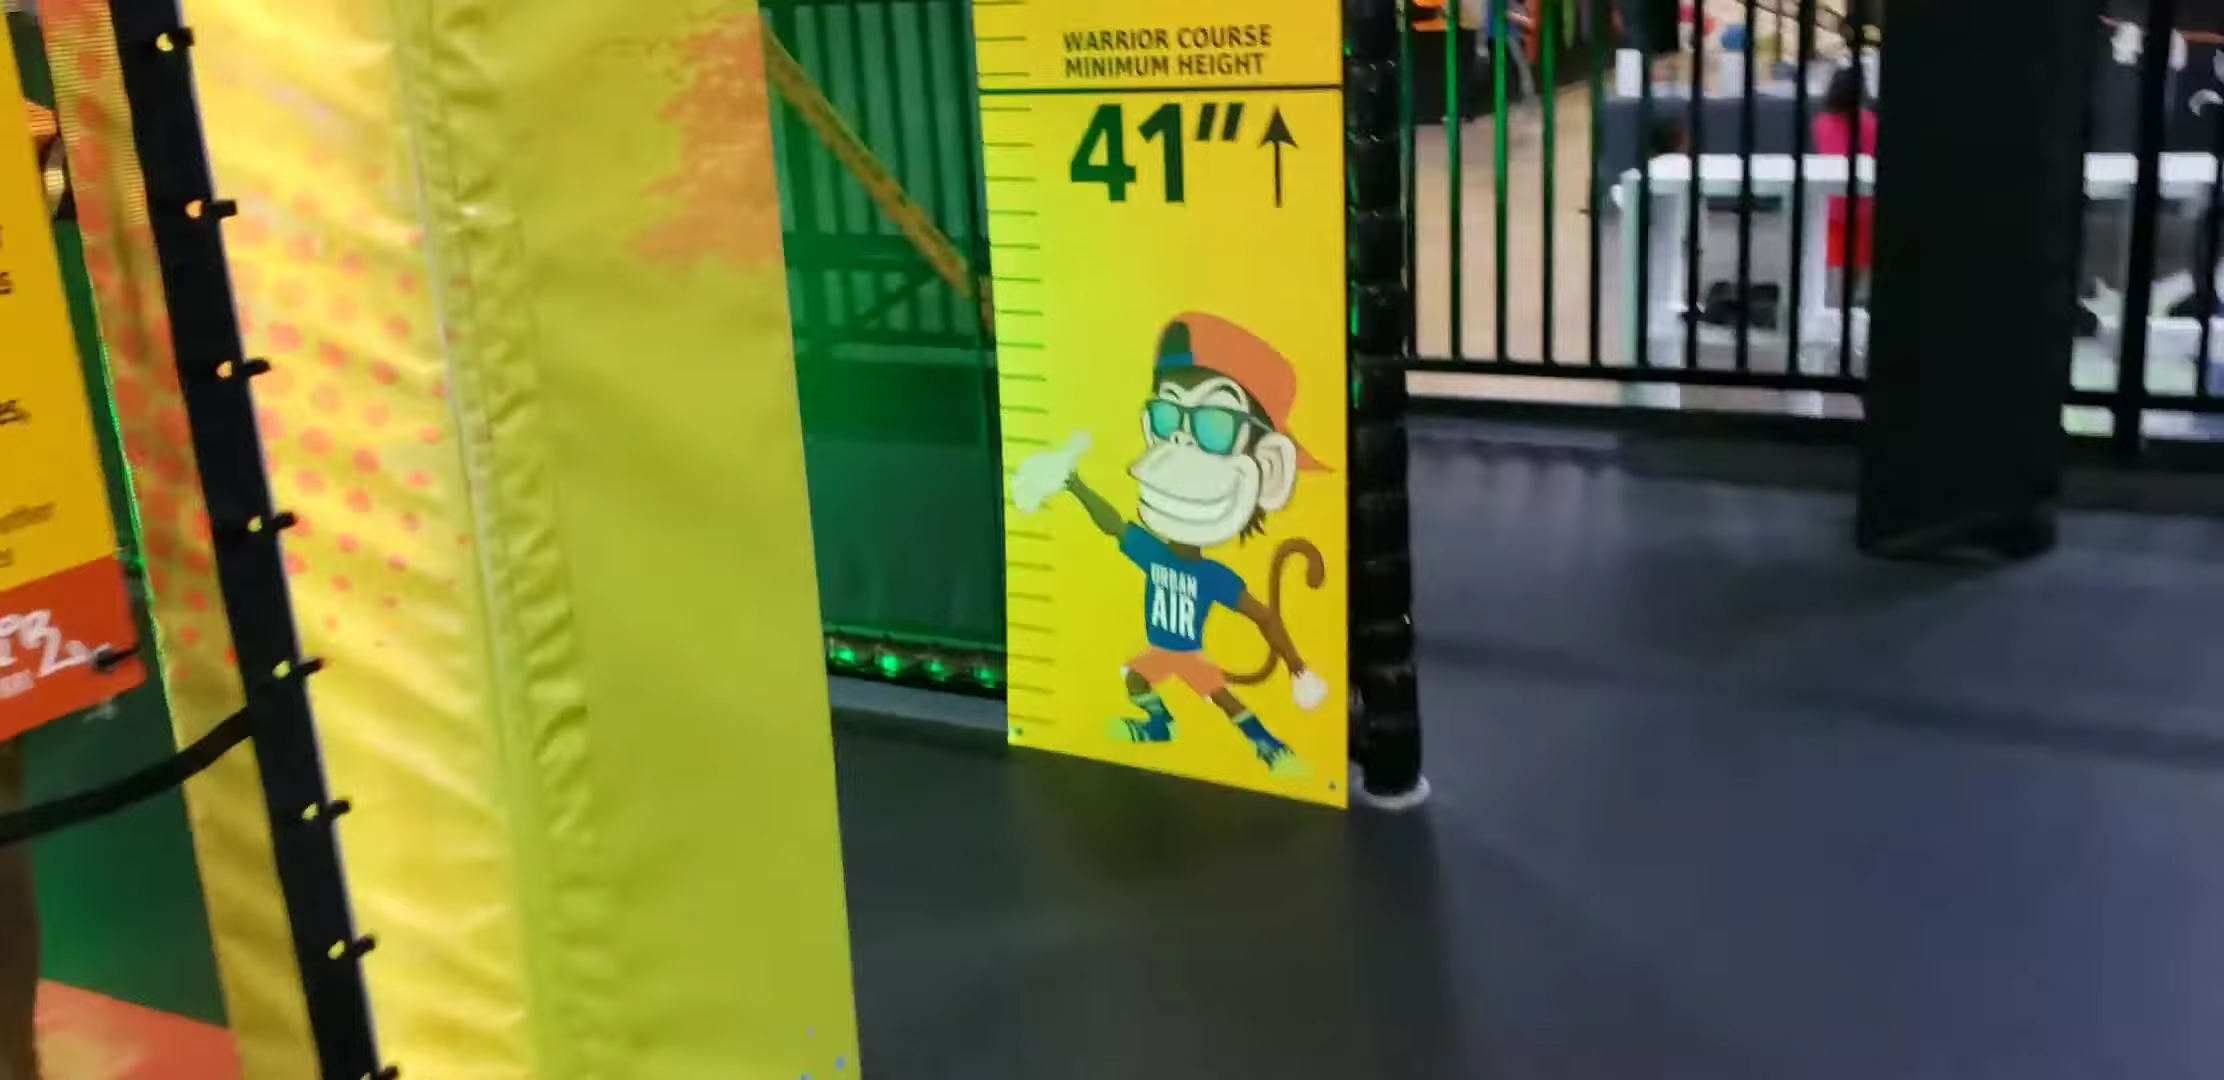 WARRIOR COURSE
MINIMUM HEIGHT
41"
URBAN
AIR